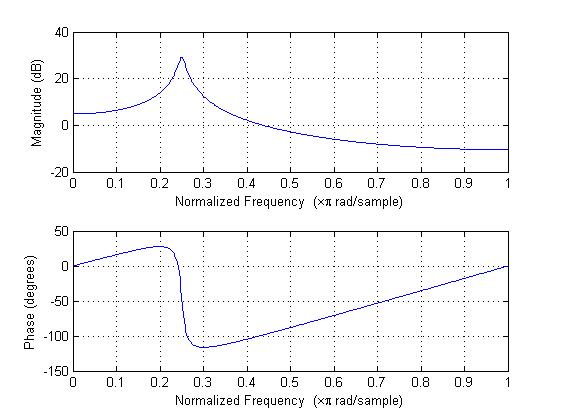 40
20
0
-20
Magnitude (dB)
0 0.1 0.2 0.3 0.4 0.5 0.6 0.7 0.8 0.9 1
Normalized Frequency (×π rad/sample)
50
0
-50
-100
-150
Phase (degrees)
0 0.1 0.2 0.3 0.4 0.5 0.6 0.7 0.8 0.9 1
Normalized Frequency (×π rad/sample)